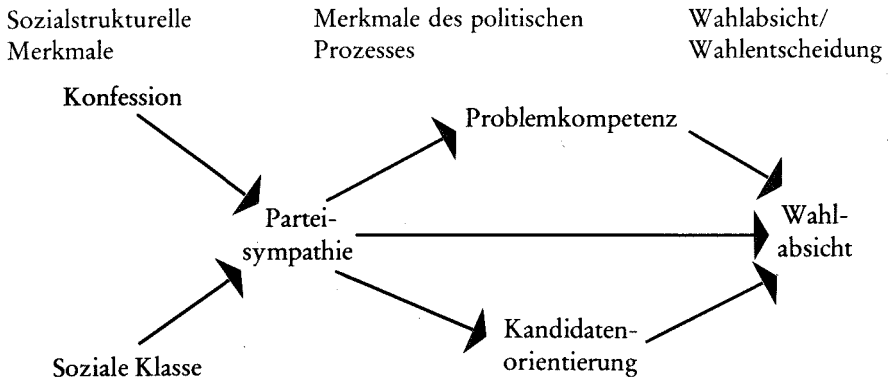 Sozialstrukturelle
Merkmale
Merkmale des politischen
Prozesses
Wahlabsicht/
Wahlentscheidung
Konfession
Problemkompetenz
Partei-
sympathie
Wahl-
absicht
Kandidaten-
orientierung
Soziale Klasse